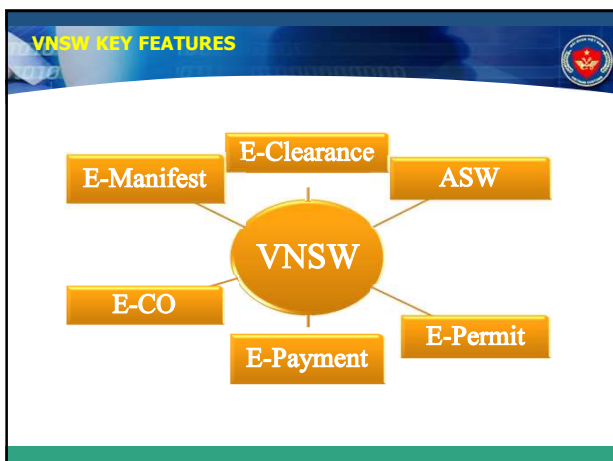 VNSW KEY FEATURES
E-Clearance
E-Manifest
ASW
VNSW
E-CO
E-Permit
E-Payment